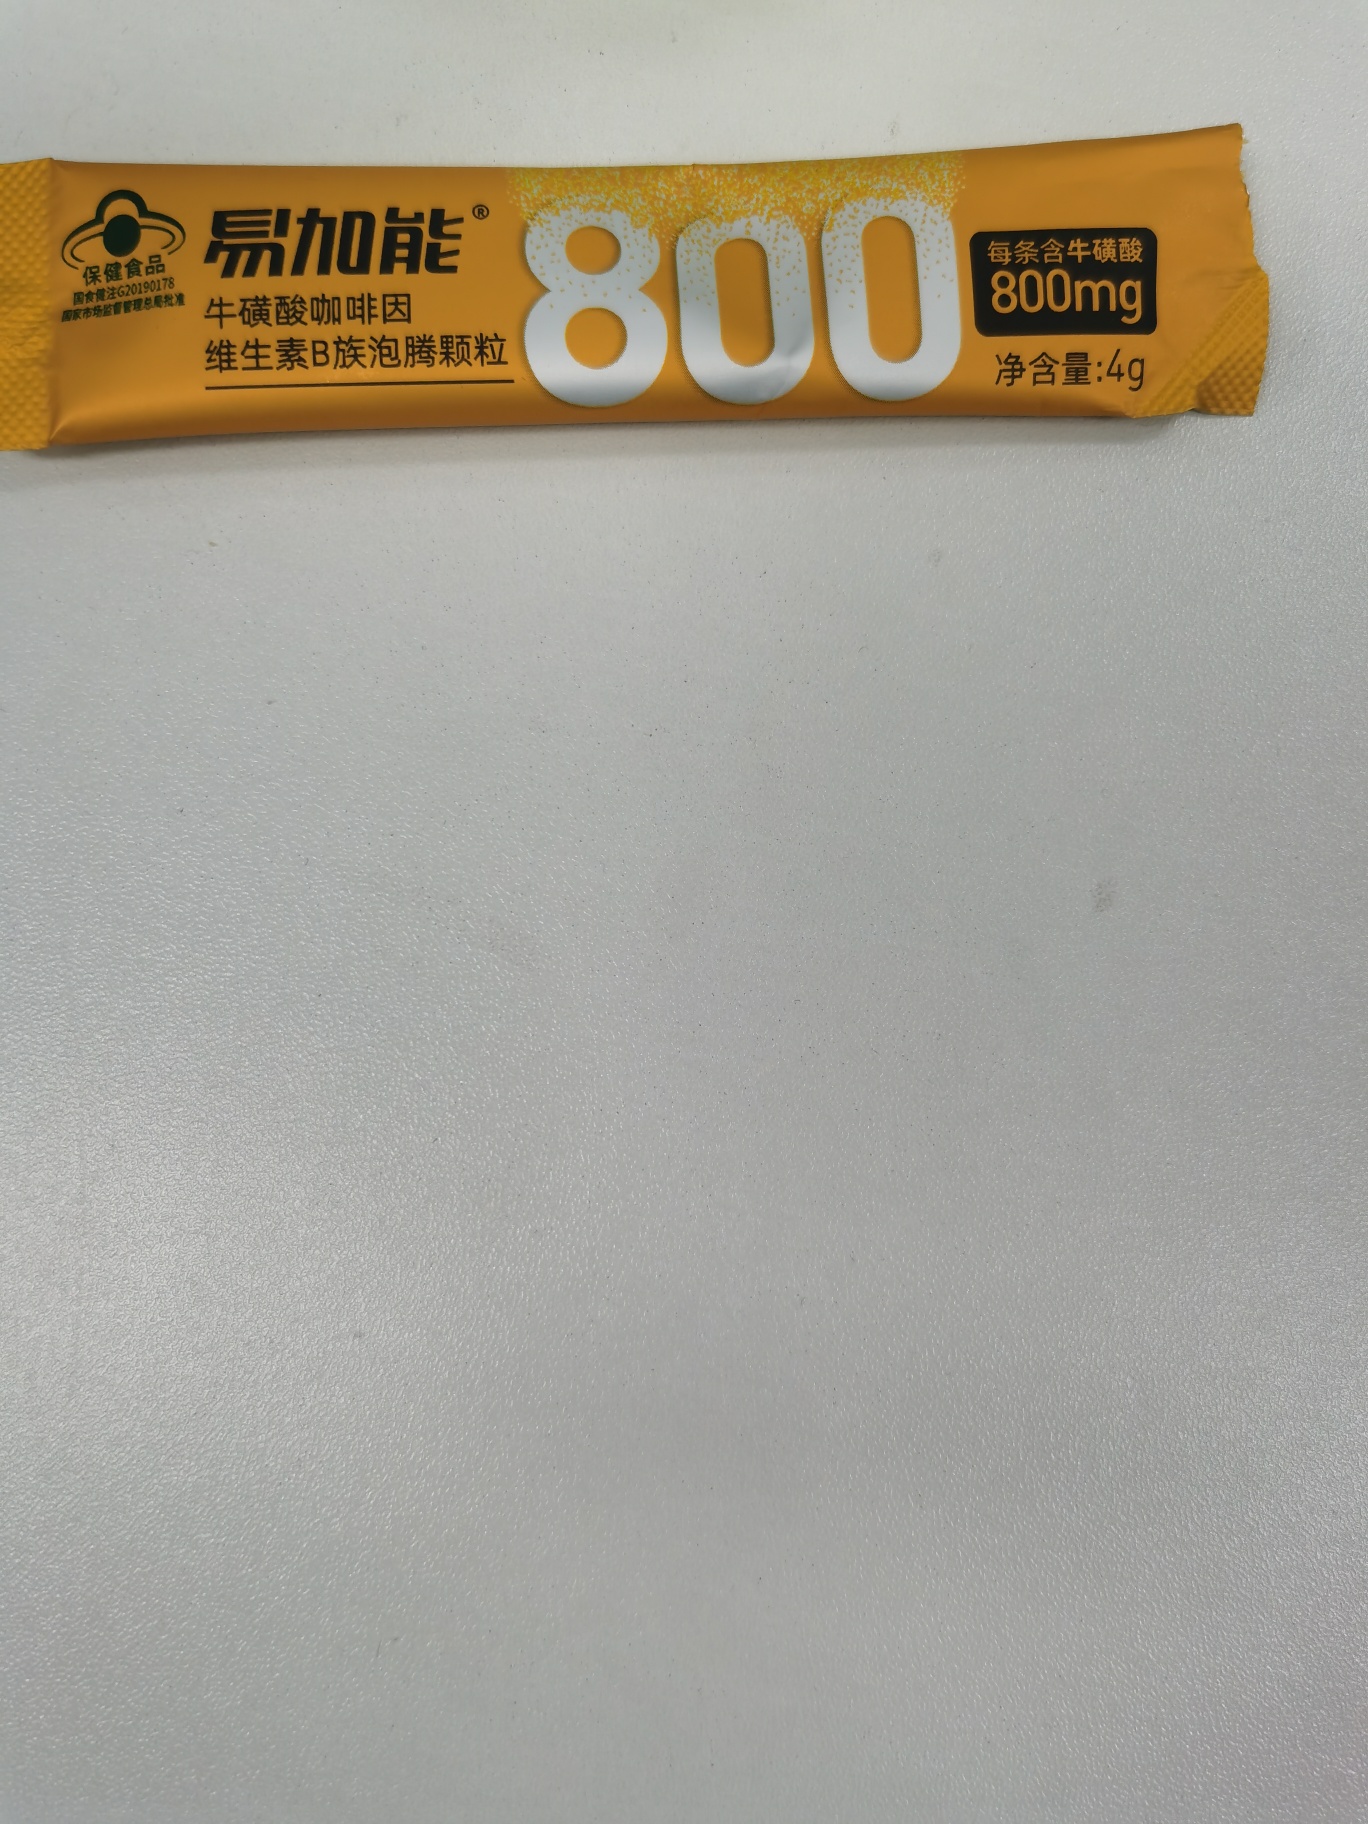 保健食品
国食健注G20190178
国家市场监督管理总局批准
易加能®
牛磺酸咖啡因
维生素B族泡腾颗粒
800
每条含牛磺酸
800mg
净含量:4g